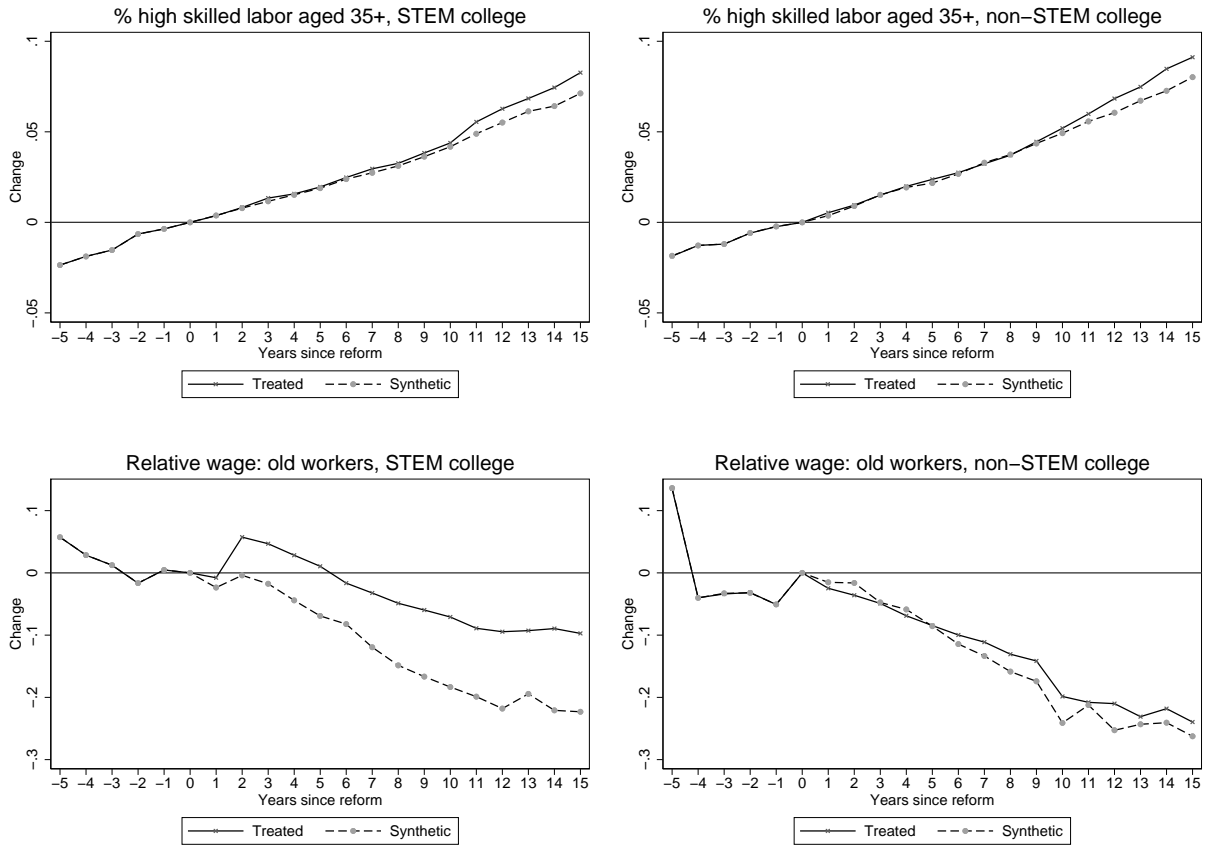 % high skilled labor aged 35+, STEM college
Change
.1
.05
0
−.05
−5 −4 −3 −2 −1 0 1 2 3 4 5 6 7 8 9 10 11 12 13 14 15
Years since reform
Treated Synthetic
% high skilled labor aged 35+, non−STEM college
Change
.1
.05
0
−.05
−5 −4 −3 −2 −1 0 1 2 3 4 5 6 7 8 9 10 11 12 13 14 15
Years since reform
Treated Synthetic
Relative wage: old workers, STEM college
Change
.1
0
−.1
−.2
−.3
−5 −4 −3 −2 −1 0 1 2 3 4 5 6 7 8 9 10 11 12 13 14 15
Years since reform
Treated Synthetic
Relative wage: old workers, non−STEM college
Change
.1
0
−.1
−.2
−.3
−5 −4 −3 −2 −1 0 1 2 3 4 5 6 7 8 9 10 11 12 13 14 15
Years since reform
Treated Synthetic